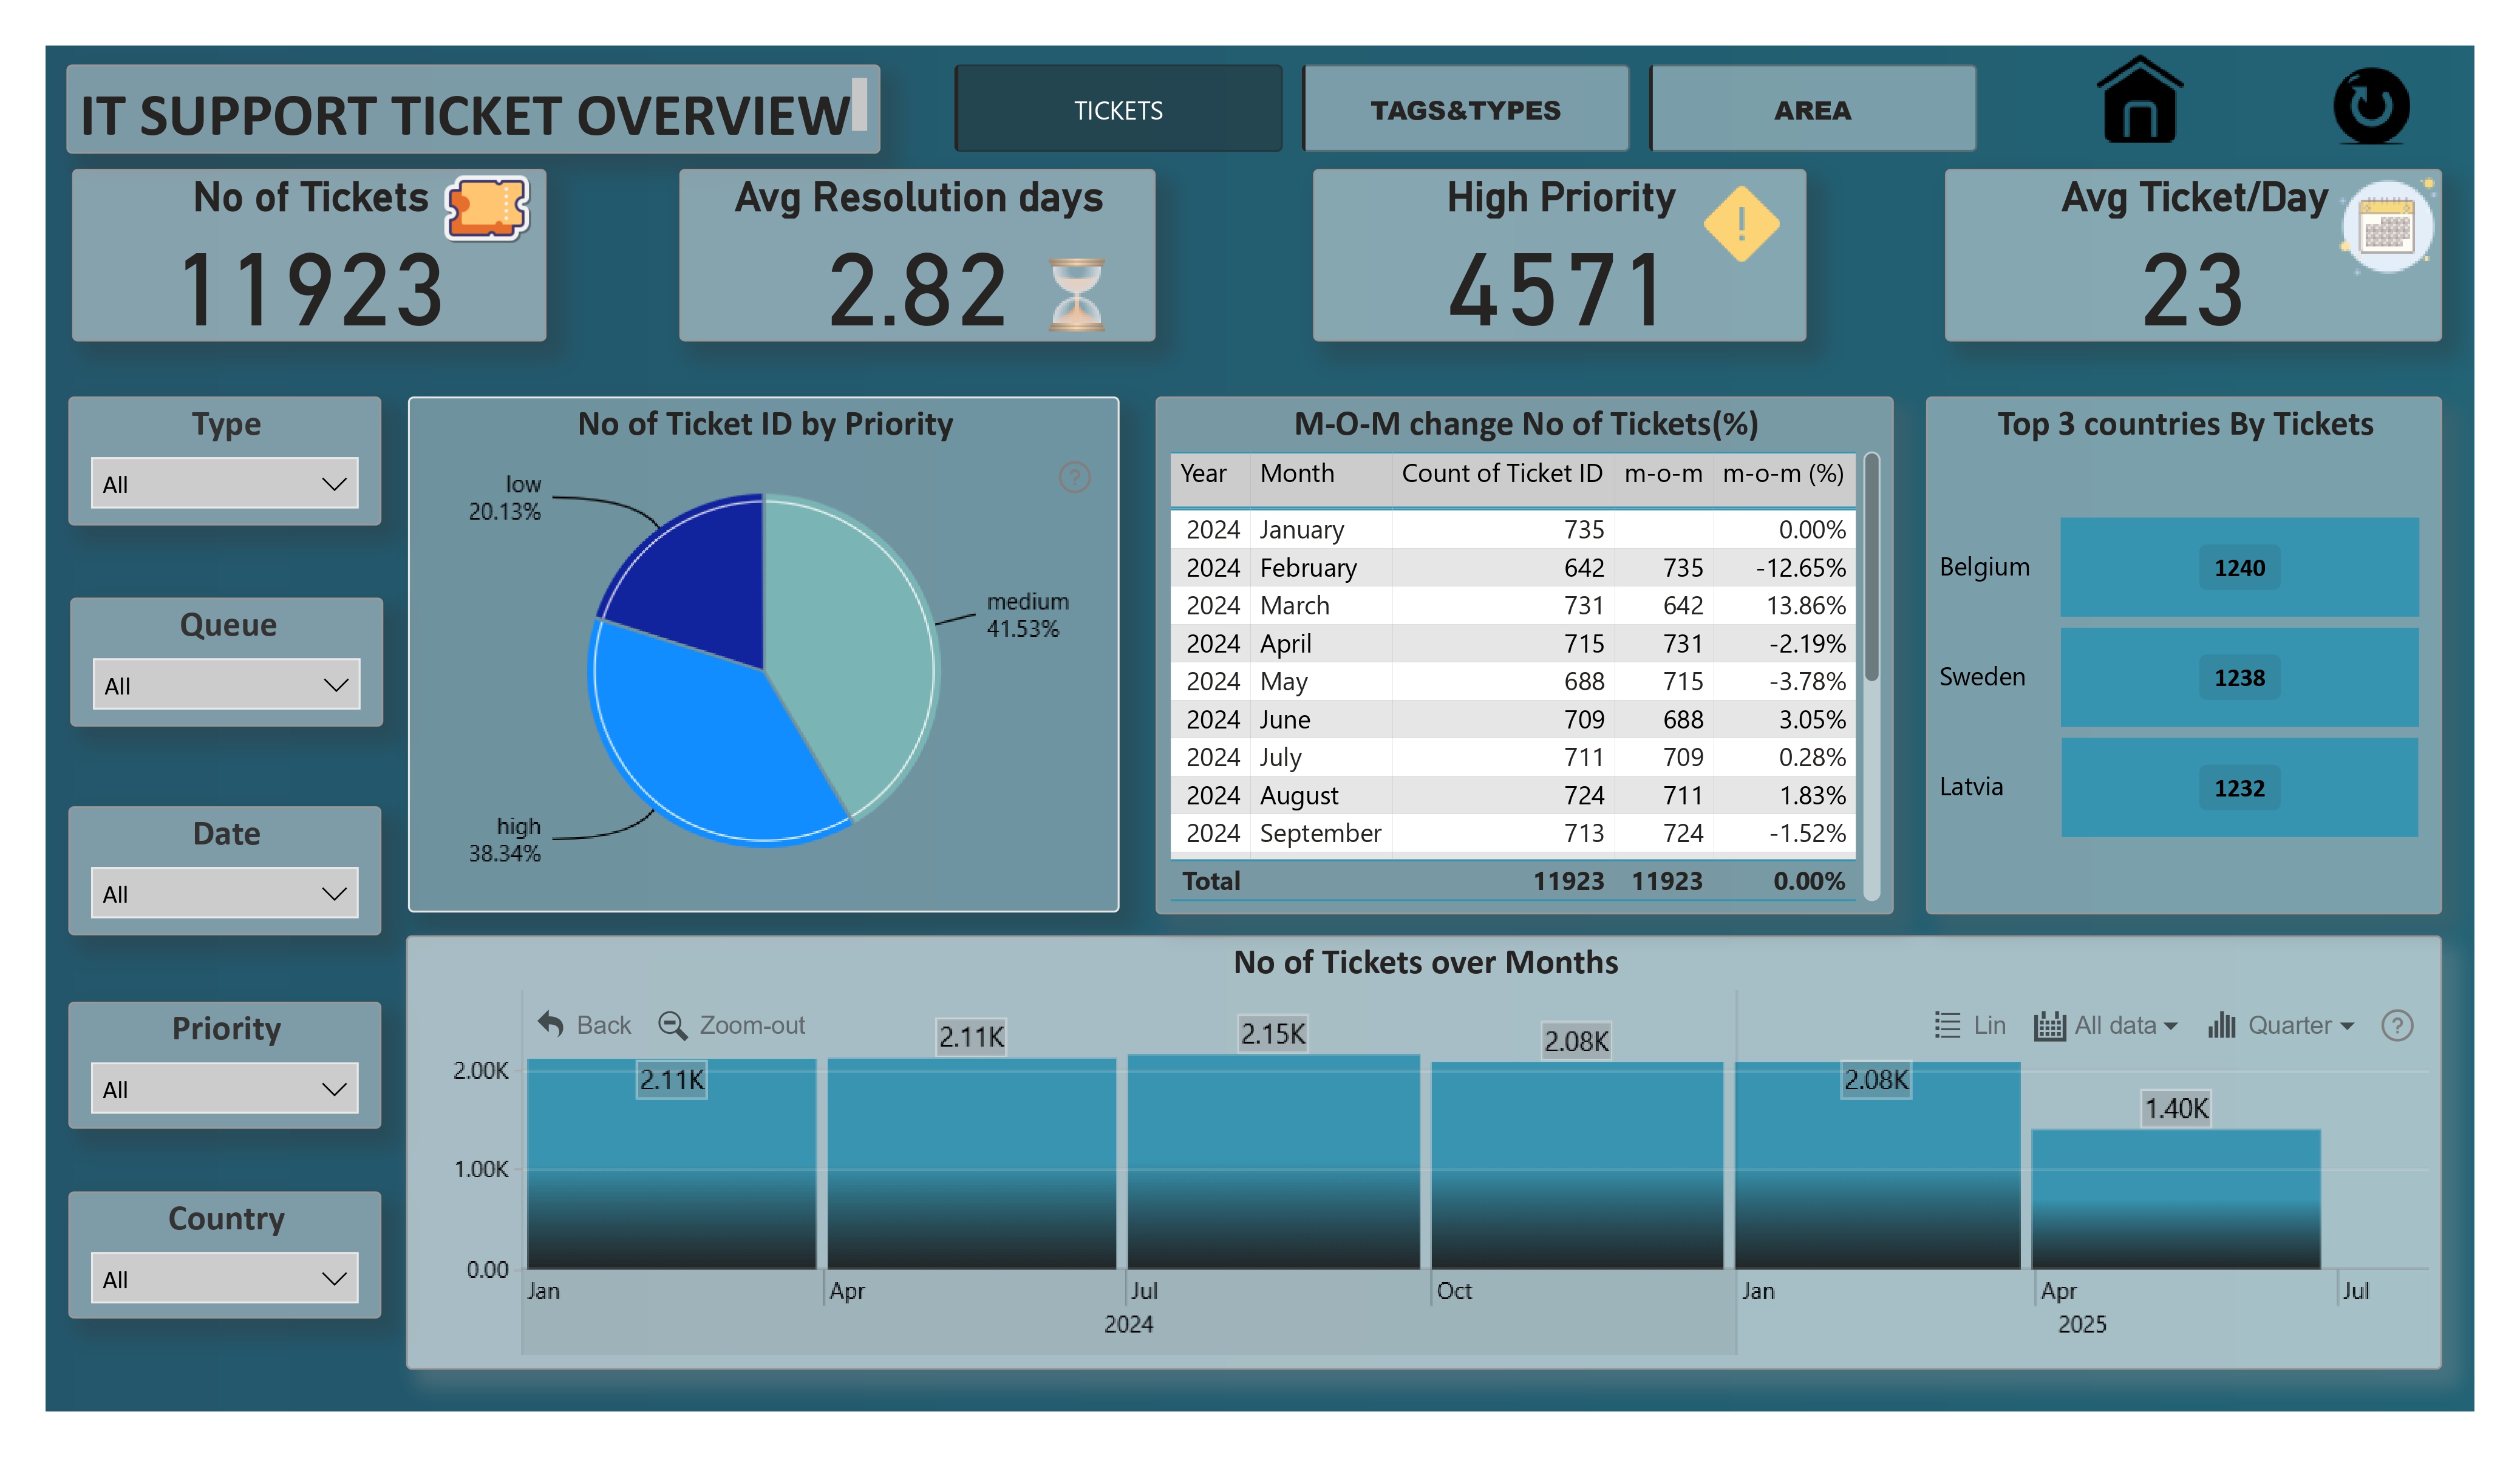 IT SUPPORT TICKET OVERVIEW
TICKETS
TAGS&TYPES
AREA
No of Tickets
11923
Avg Resolution days
2.82
High Priority
4571
Avg Ticket/Day
23
Type
All
Queue
All
Date
All
Priority
All
Country
All
No of Ticket ID by Priority
?
low
20.13%
medium
41.53%
high
38.34%
M-O-M change No of Tickets(%)
Year Month Count of Ticket ID m-o-m m-o-m (%)
2024 January 735 0.00%
2024 February 642 735 -12.65%
2024 March 731 642 13.86%
2024 April 715 731 -2.19%
2024 May 688 715 -3.78%
2024 June 709 688 3.05%
2024 July 711 709 0.28%
2024 August 724 711 1.83%
2024 September 713 724 -1.52%
Total 11923 11923 0.00%
Top 3 countries By Tickets
Belgium 1240
Sweden 1238
Latvia 1232
No of Tickets over Months
Back Zoom-out Lin All data Quarter ?
2.11K 2.11K 2.15K 2.08K 2.08K 1.40K
2.00K
1.00K
0.00
Jan Apr Jul Oct Jan Apr Jul
2024 2025